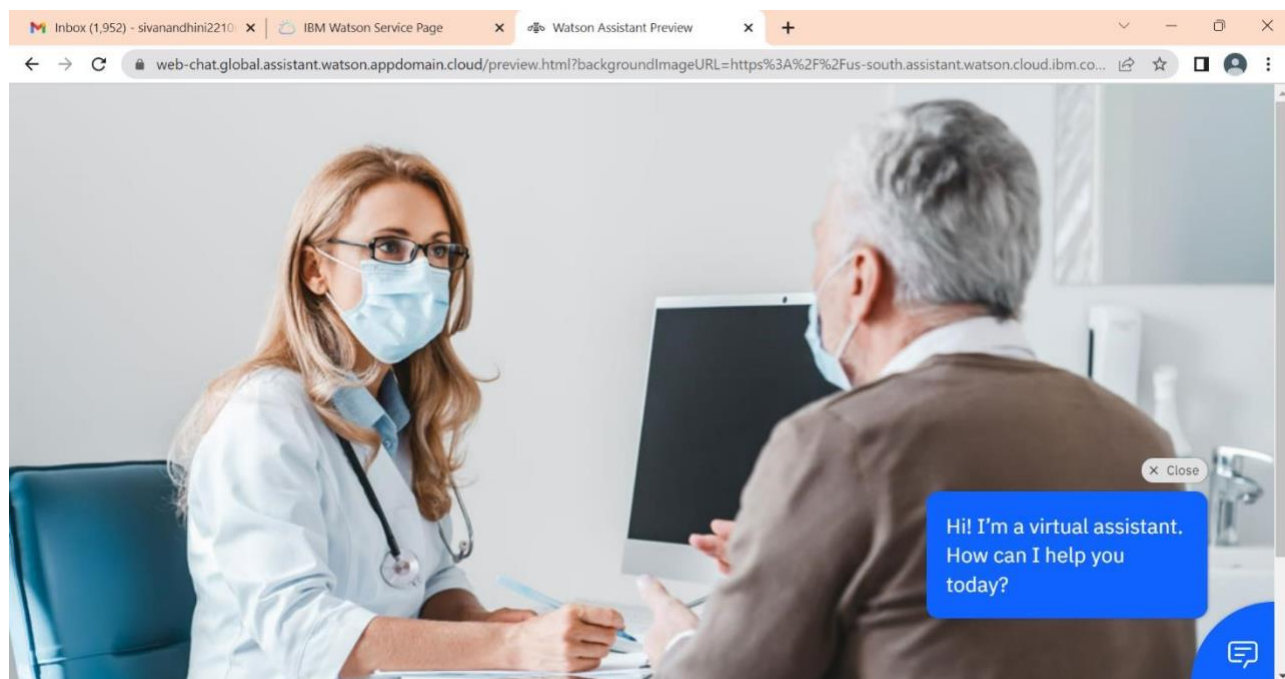 Inbox (1,952) - sivanandhini2210
IBM Watson Service Page
Watson Assistant Preview
web-chat.global.assistant.watson.appdomain.cloud/preview.html?backgroundImageURL=https%3A%2F%2Fus-south.assistant.watson.cloud.ibm.co...
Close
Hi! I'm a virtual assistant.
How can I help you
today?